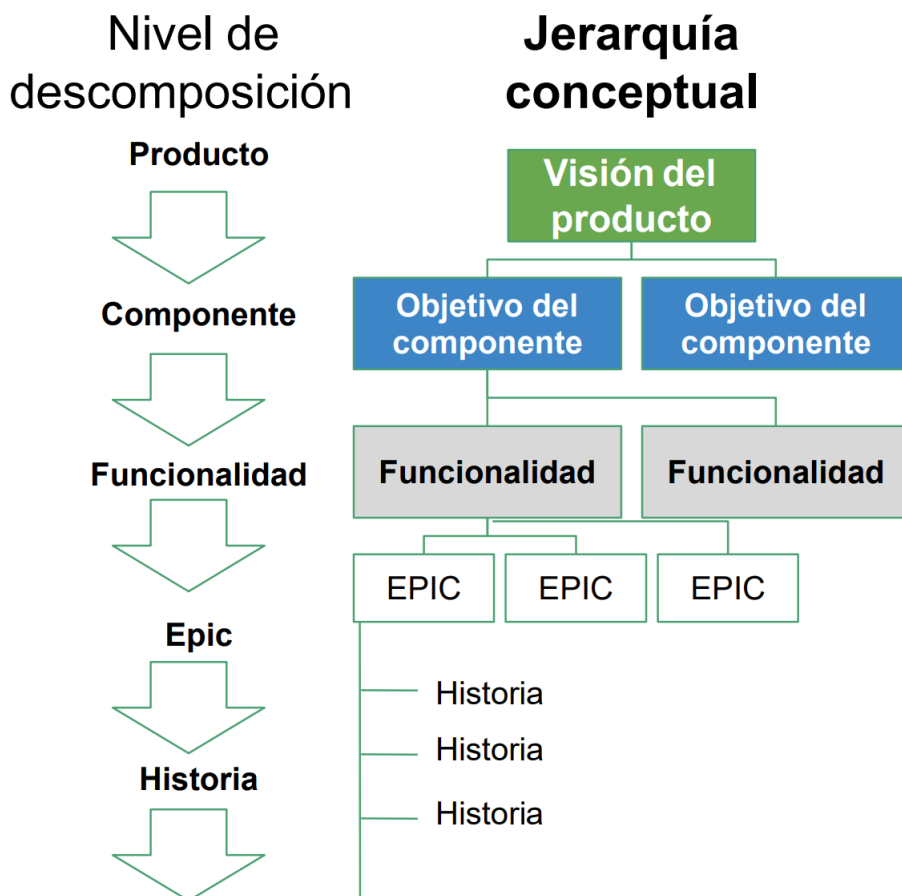 Nivel de
descomposición
Jerarquía
conceptual
Producto
Visión del
producto
Componente
Objetivo del
componente
Objetivo del
componente
Funcionalidad
Funcionalidad
Funcionalidad
EPIC
EPIC
EPIC
Epic
Historia
Historia
Historia
Historia